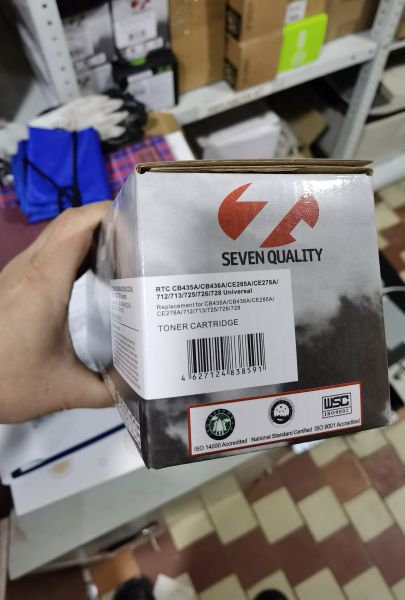 SEVEN QUALITY
RTC CB435A/CB436A/CE285A/CE278A/
712/713/725/726/728 Universal
Replacement for CB435A/CB436A/CE285A/
CE278A/712/713/725/726/728
TONER CARTRIDGE
4 627124 838591
WSC
ISO9001
ISO 14000 Accredited National Standard Certified ISO 9001 Accredited